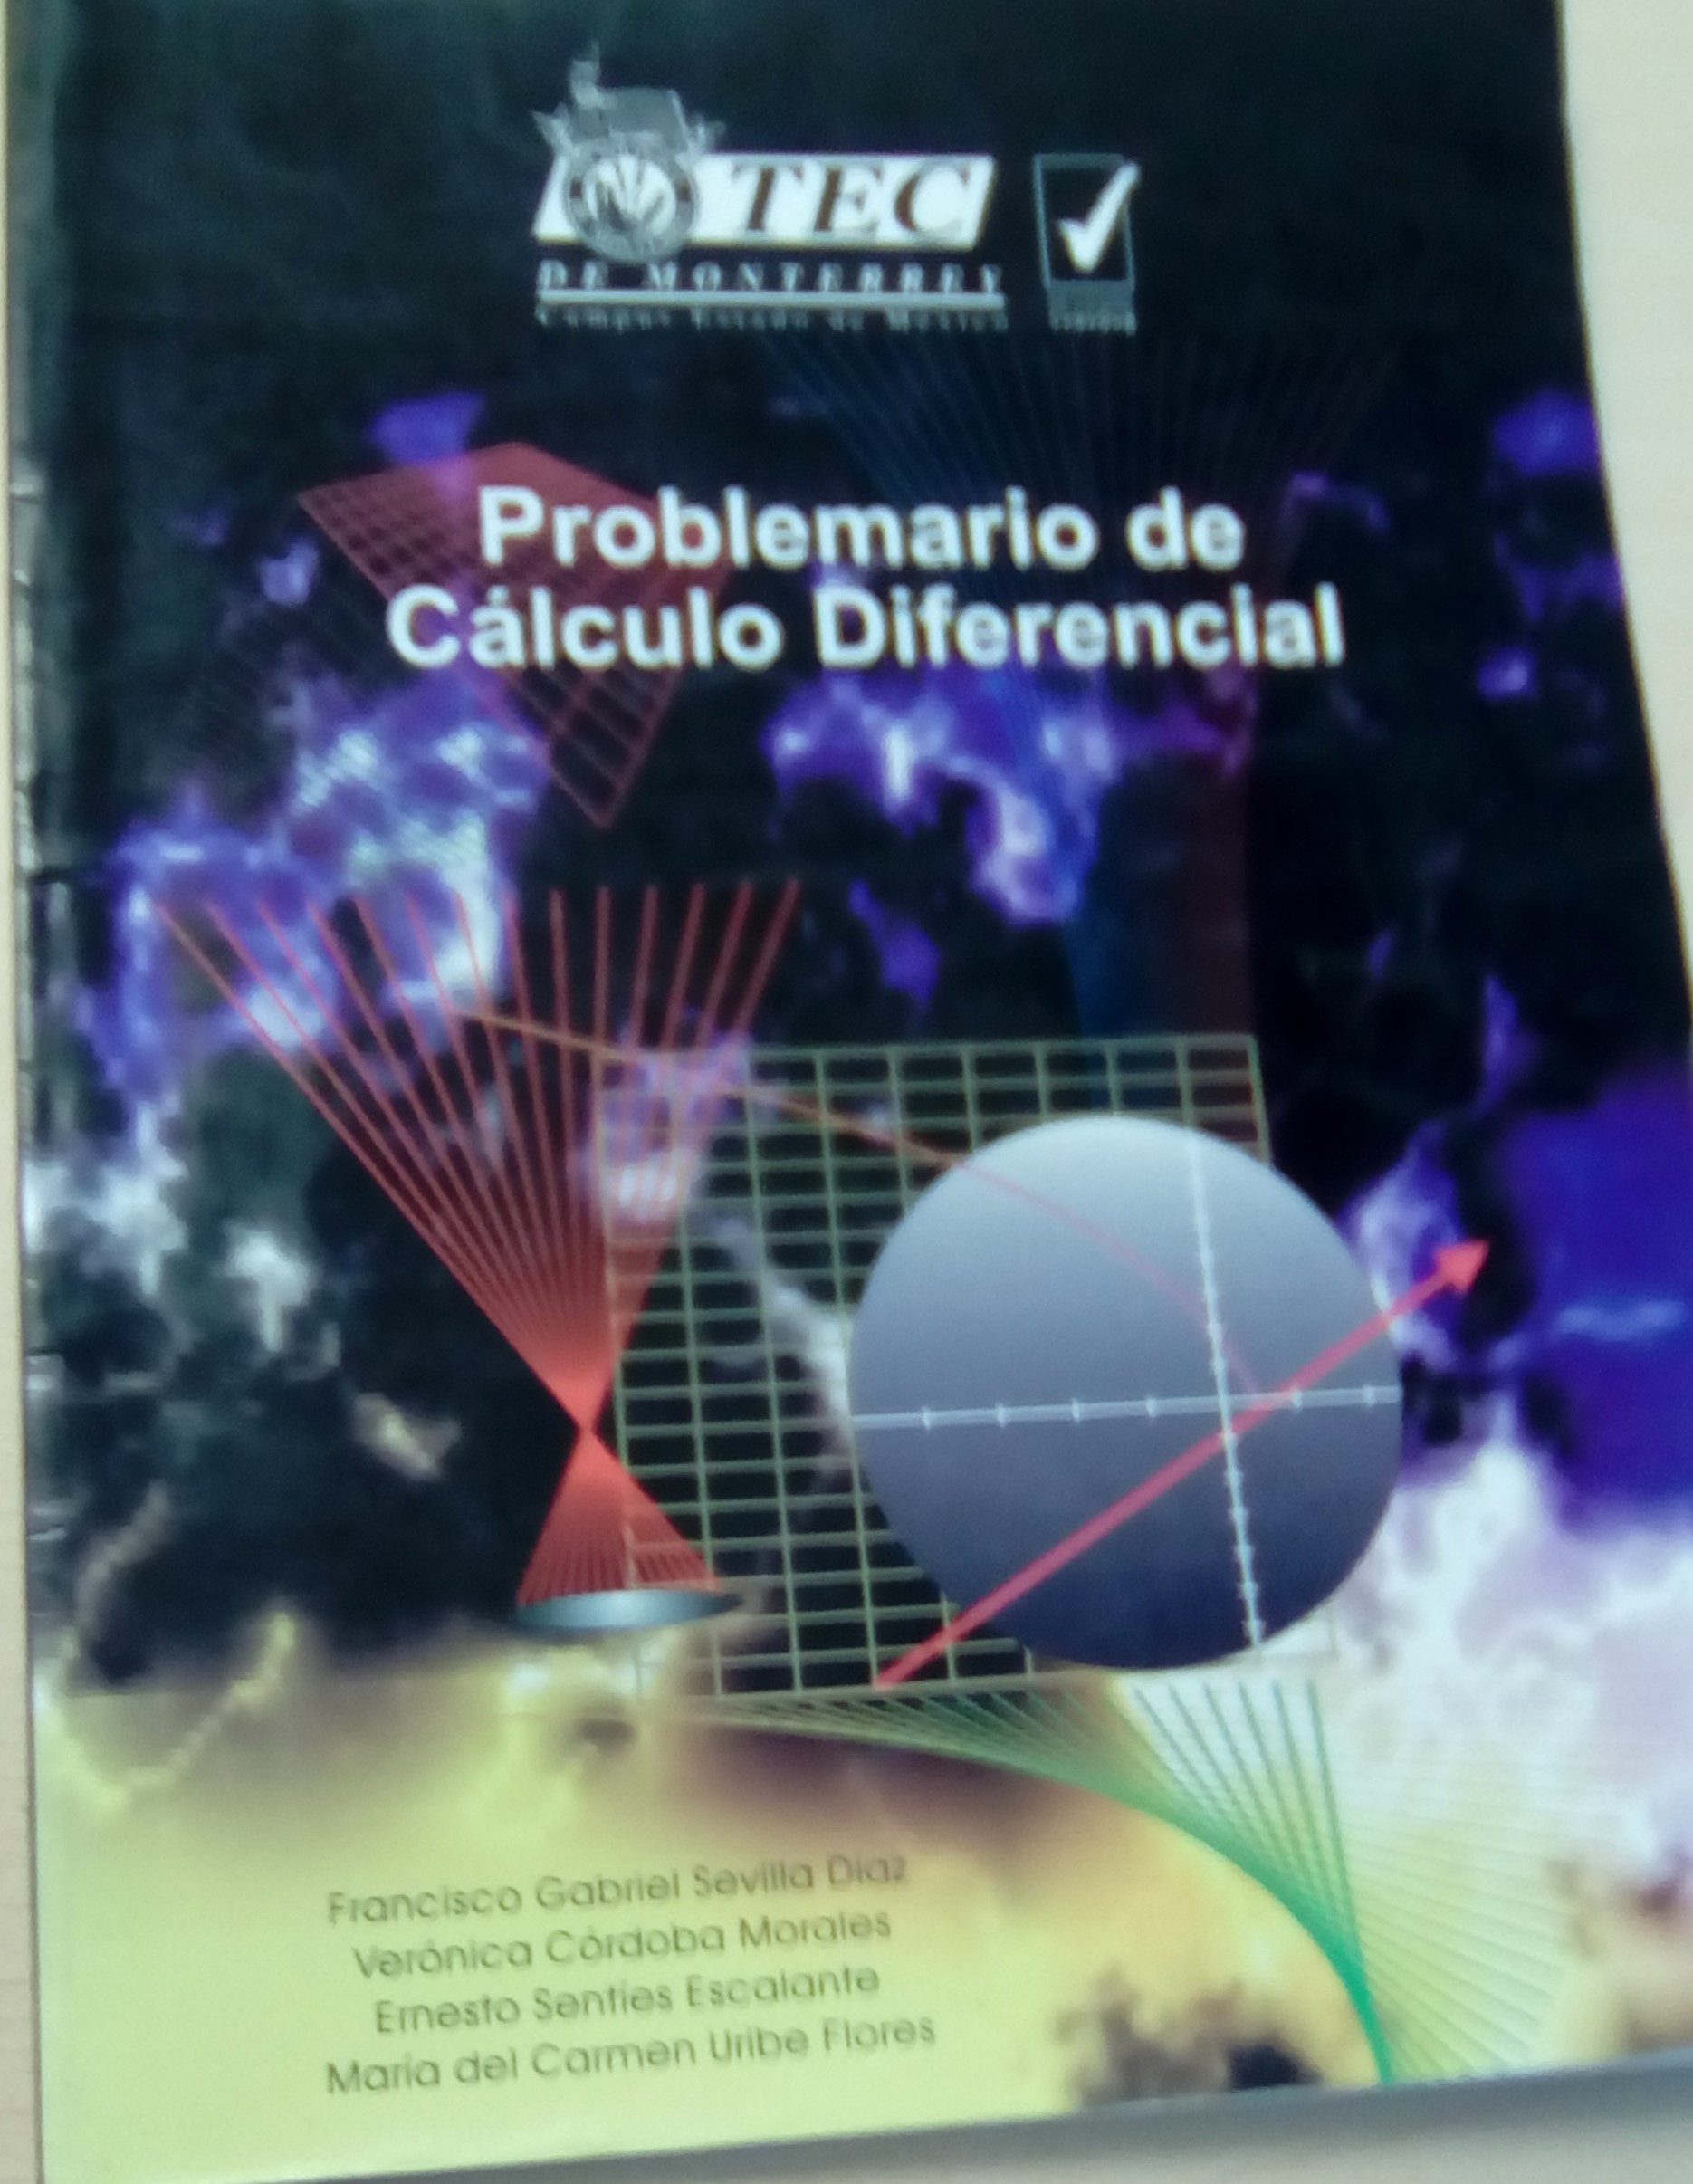 TEC
DE MONTERREY
Campus Estado de México
Problemario de
Cálculo Diferencial
Francisco Gabriel Sevilla Díaz
Verónica Córdoba Morales
Ernesto Sentíes Escalante
María del Carmen Uribe Flores